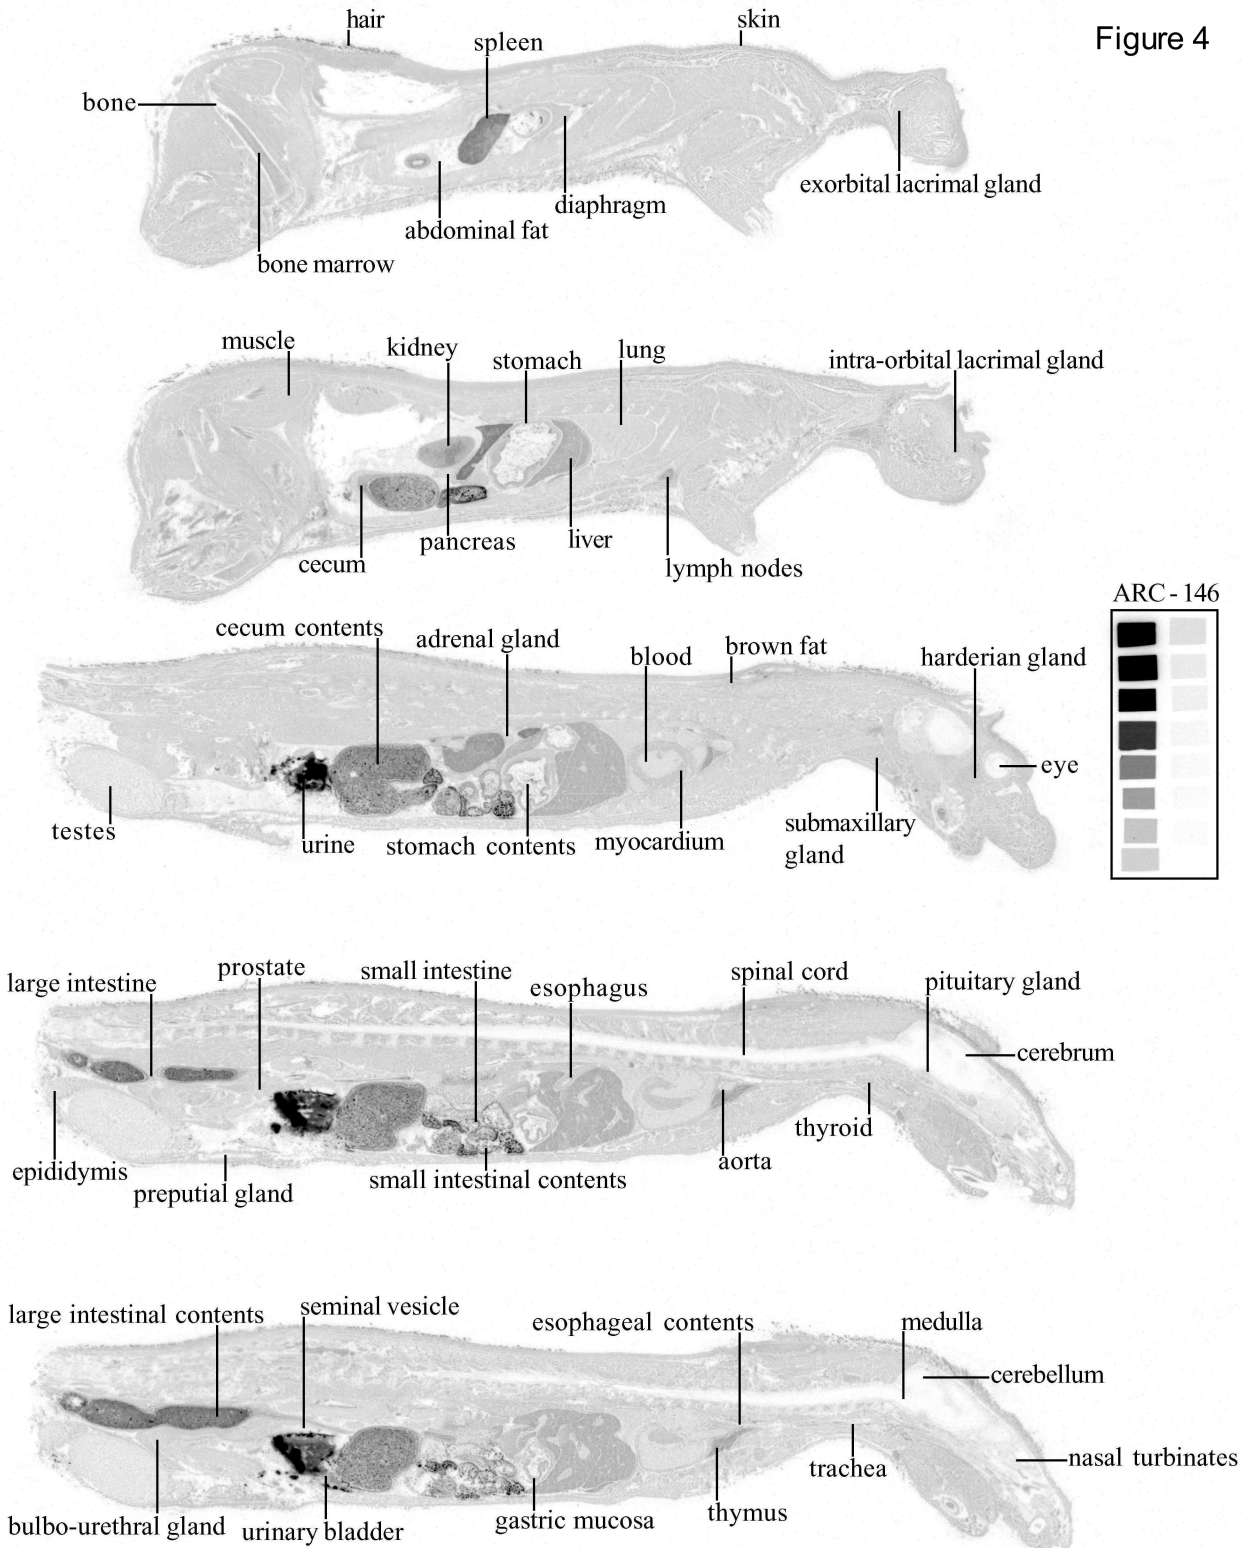 hair
skin
Figure 4
spleen
bone
exorbital lacrimal gland
diaphragm
abdominal fat
bone marrow
muscle
kidney
stomach
lung
intra-orbital lacrimal gland
pancreas
liver
cecum
lymph nodes
ARC - 146
cecum contents
adrenal gland
blood
brown fat
harderian gland
eye
testes
urine
stomach contents
myocardium
submaxillary
gland
large intestine
prostate
small intestine
esophagus
spinal cord
pituitary gland
cerebrum
thyroid
aorta
epididymis
preputial gland
small intestinal contents
large intestinal contents
seminal vesicle
esophageal contents
medulla
cerebellum
nasal turbinates
trachea
thymus
gastric mucosa
bulbo-urethral gland
urinary bladder